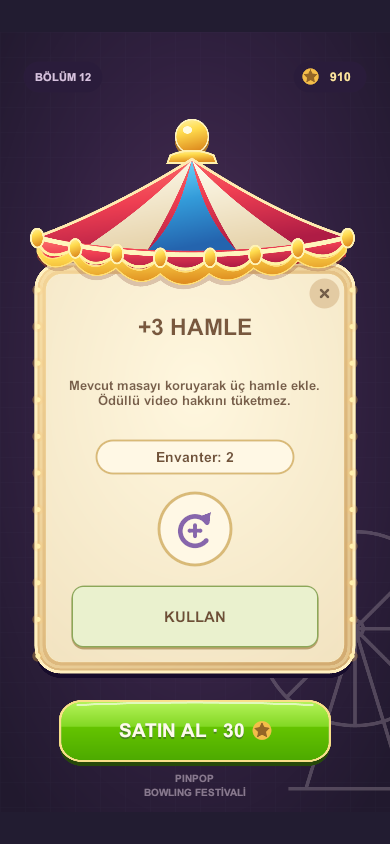 BÖLÜM 12
910
+3 HAMLE
Mevcut masayı koruyarak üç hamle ekle.
Ödüllü video hakkını tüketmez.
Envanter: 2
KULLAN
SATIN AL · 30
PINPOP
BOWLING FESTİVALİ